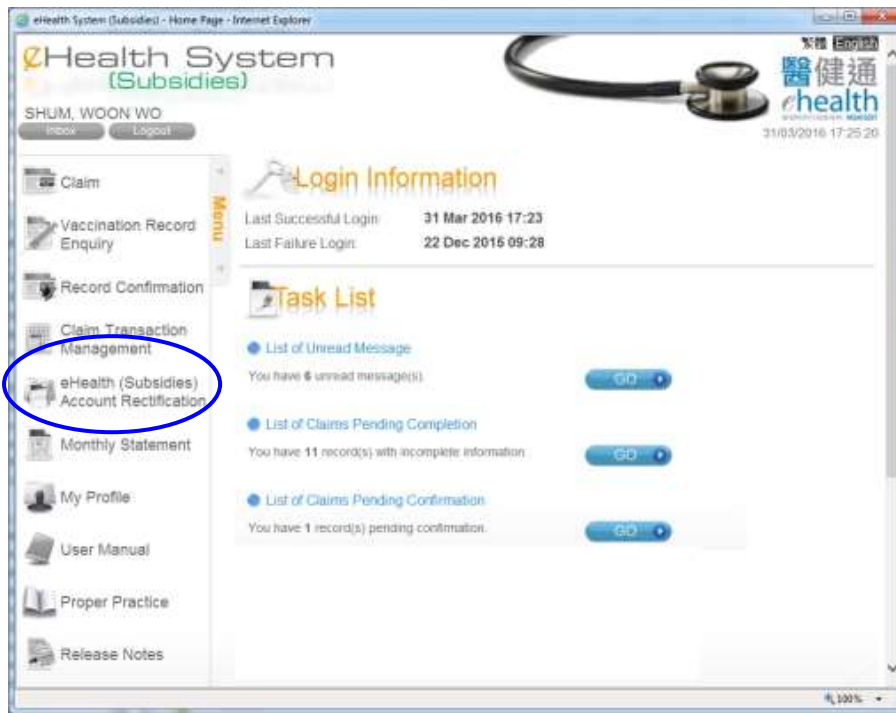 eHealth System (Subsidies) - Home Page - Internet Explorer
eHealth System
(Subsidies)
繁體 English
醫健通
ehealth
SHUM, WOON WO
Inbox Logout
31/03/2016 17:25:20
Claim
Vaccination Record
Enquiry
Record Confirmation
Claim Transaction
Management
eHealth (Subsidies)
Account Rectification
Monthly Statement
My Profile
User Manual
Proper Practice
Release Notes
Menu
Login Information
Last Successful Login: 31 Mar 2016 17:23
Last Failure Login: 22 Dec 2015 09:28
Task List
List of Unread Message
You have 6 unread message(s).
GO
List of Claims Pending Completion
You have 11 record(s) with incomplete information.
GO
List of Claims Pending Confirmation
You have 1 record(s) pending confirmation.
GO
100%